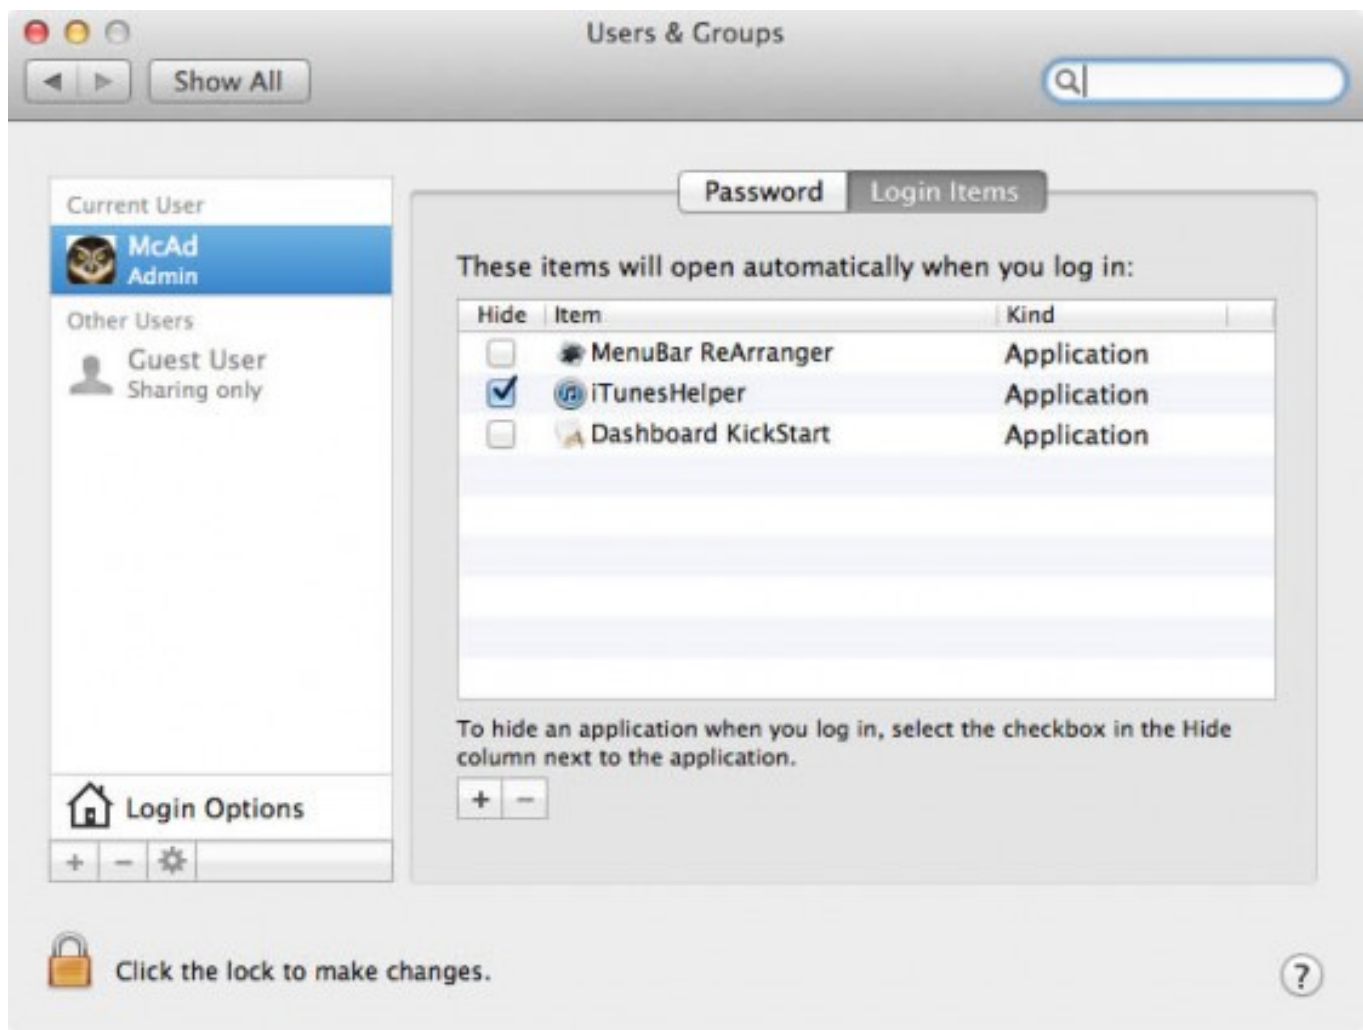 Users & Groups
Show All
Current User
McAd
Admin
Other Users
Guest User
Sharing only
Login Options
Password
Login Items
These items will open automatically when you log in:
Hide Item Kind
MenuBar ReArranger Application
iTunesHelper Application
Dashboard KickStart Application
To hide an application when you log in, select the checkbox in the Hide
column next to the application.
Click the lock to make changes.